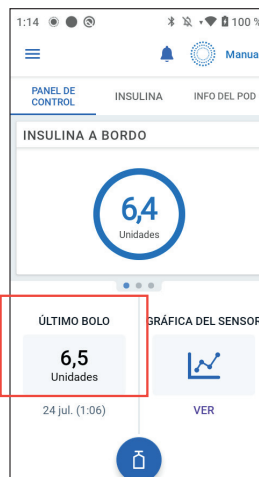 1:14 100 %
Manua
PANEL DE
CONTROL
INSULINA
INFO DEL POD
INSULINA A BORDO
6,4
Unidades
ÚLTIMO BOLO
GRÁFICA DEL SENSOR
6,5
Unidades
24 jul. (1:06)
VER